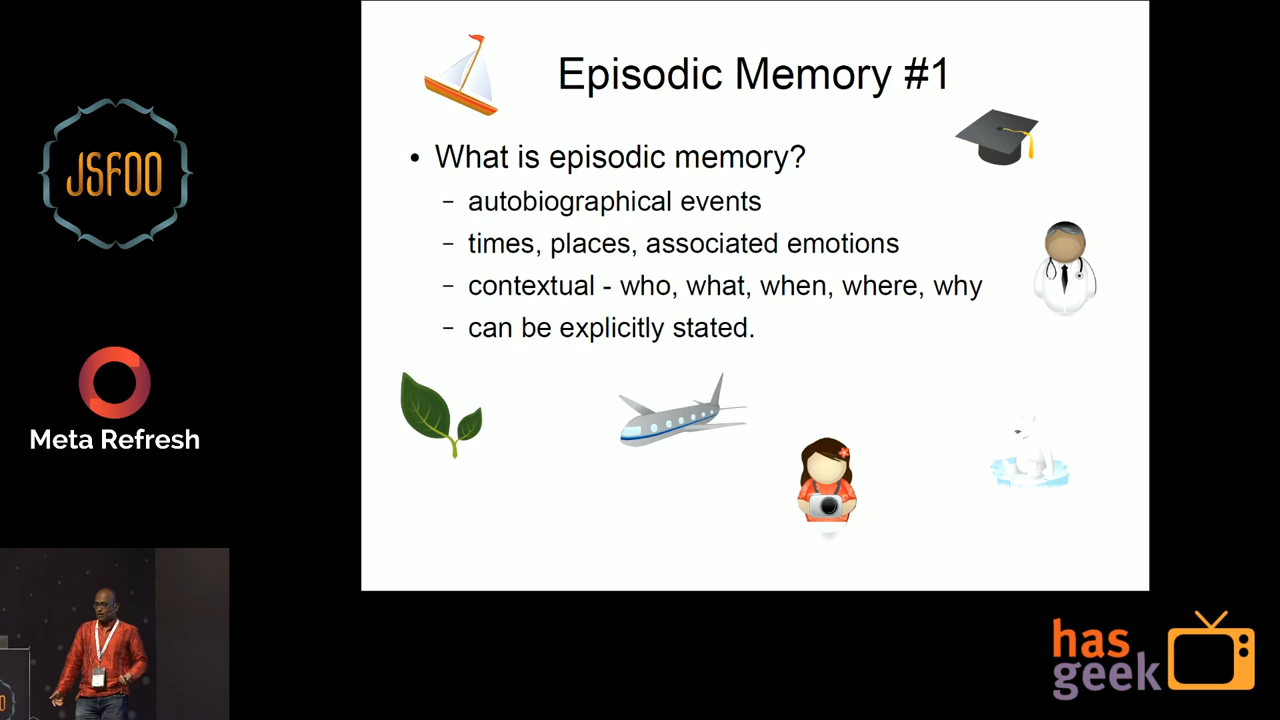 Episodic Memory #1
JSFOO
• What is episodic memory?
– autobiographical events
– times, places, associated emotions
– contextual - who, what, when, where, why
– can be explicitly stated.
Meta Refresh
has
geek